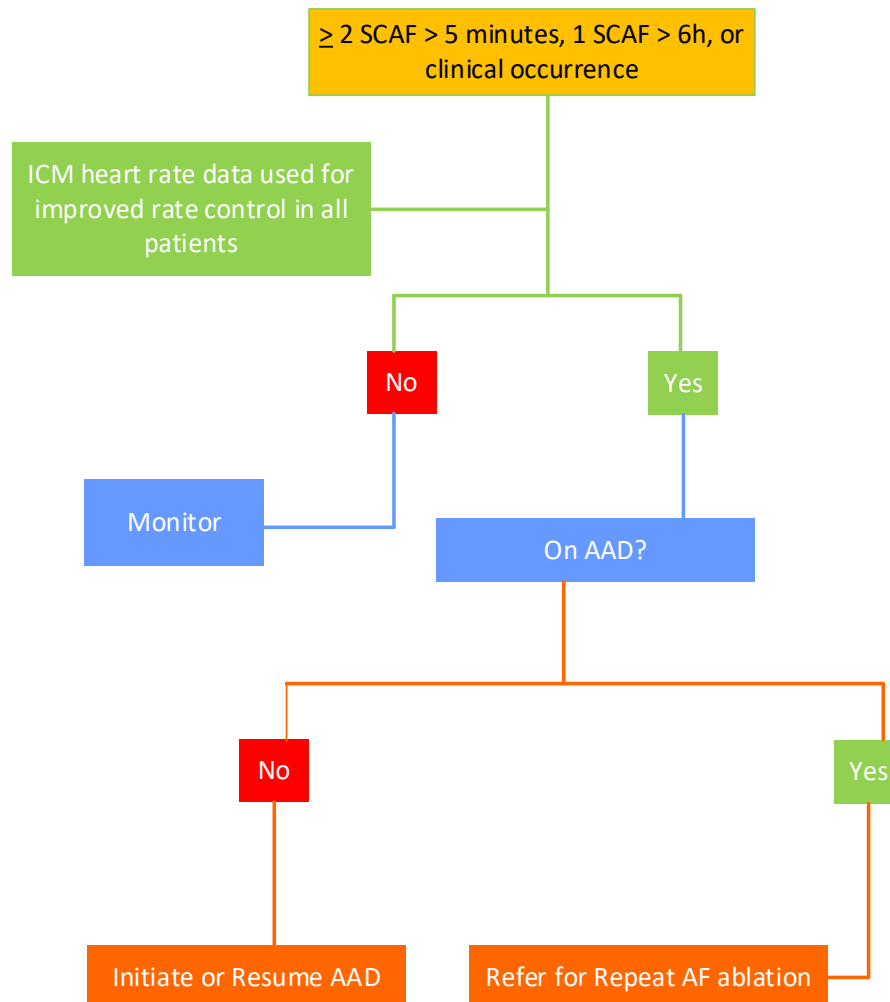 ≥ 2 SCAF > 5 minutes, 1 SCAF > 6h, or
clinical occurrence
ICM heart rate data used for
improved rate control in all
patients
No
Yes
Monitor
On AAD?
No
Yes
Initiate or Resume AAD
Refer for Repeat AF ablation